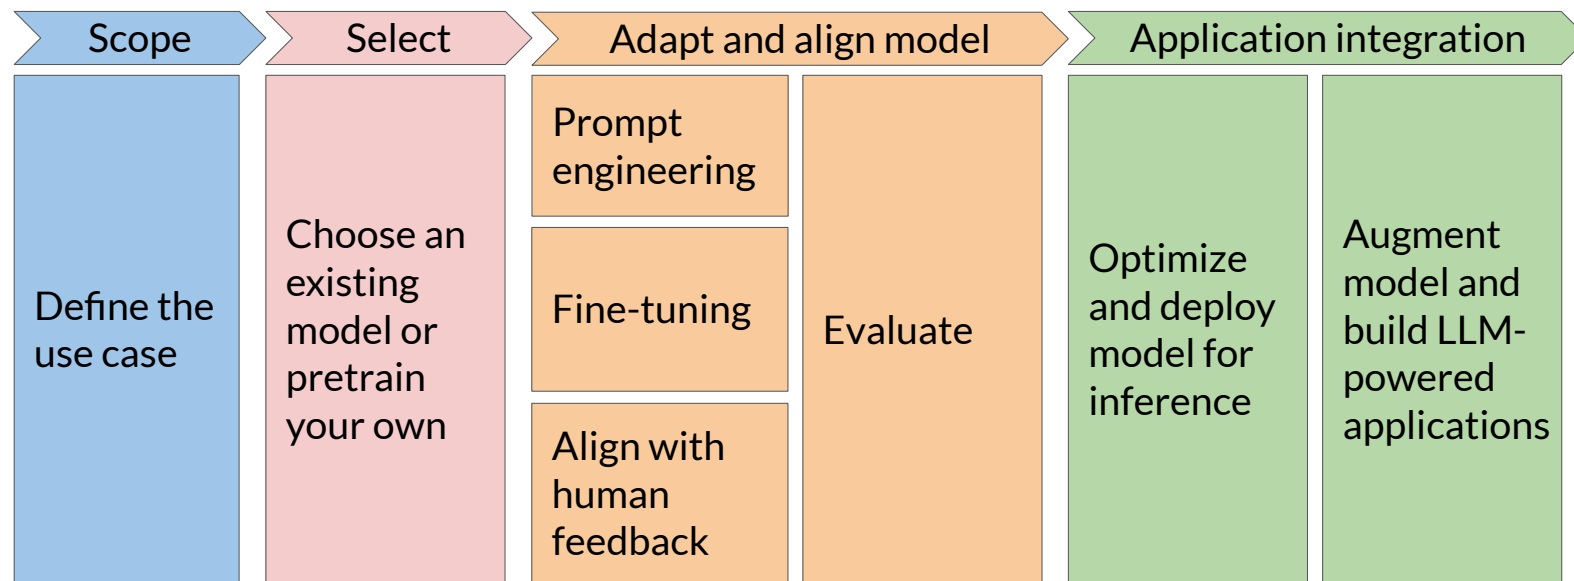 Scope
Select
Adapt and align model
Application integration
Define the
use case
Choose an
existing
model or
pretrain
your own
Prompt
engineering
Fine-tuning
Align with
human
feedback
Evaluate
Optimize
and deploy
model for
inference
Augment
model and
build LLM-
powered
applications